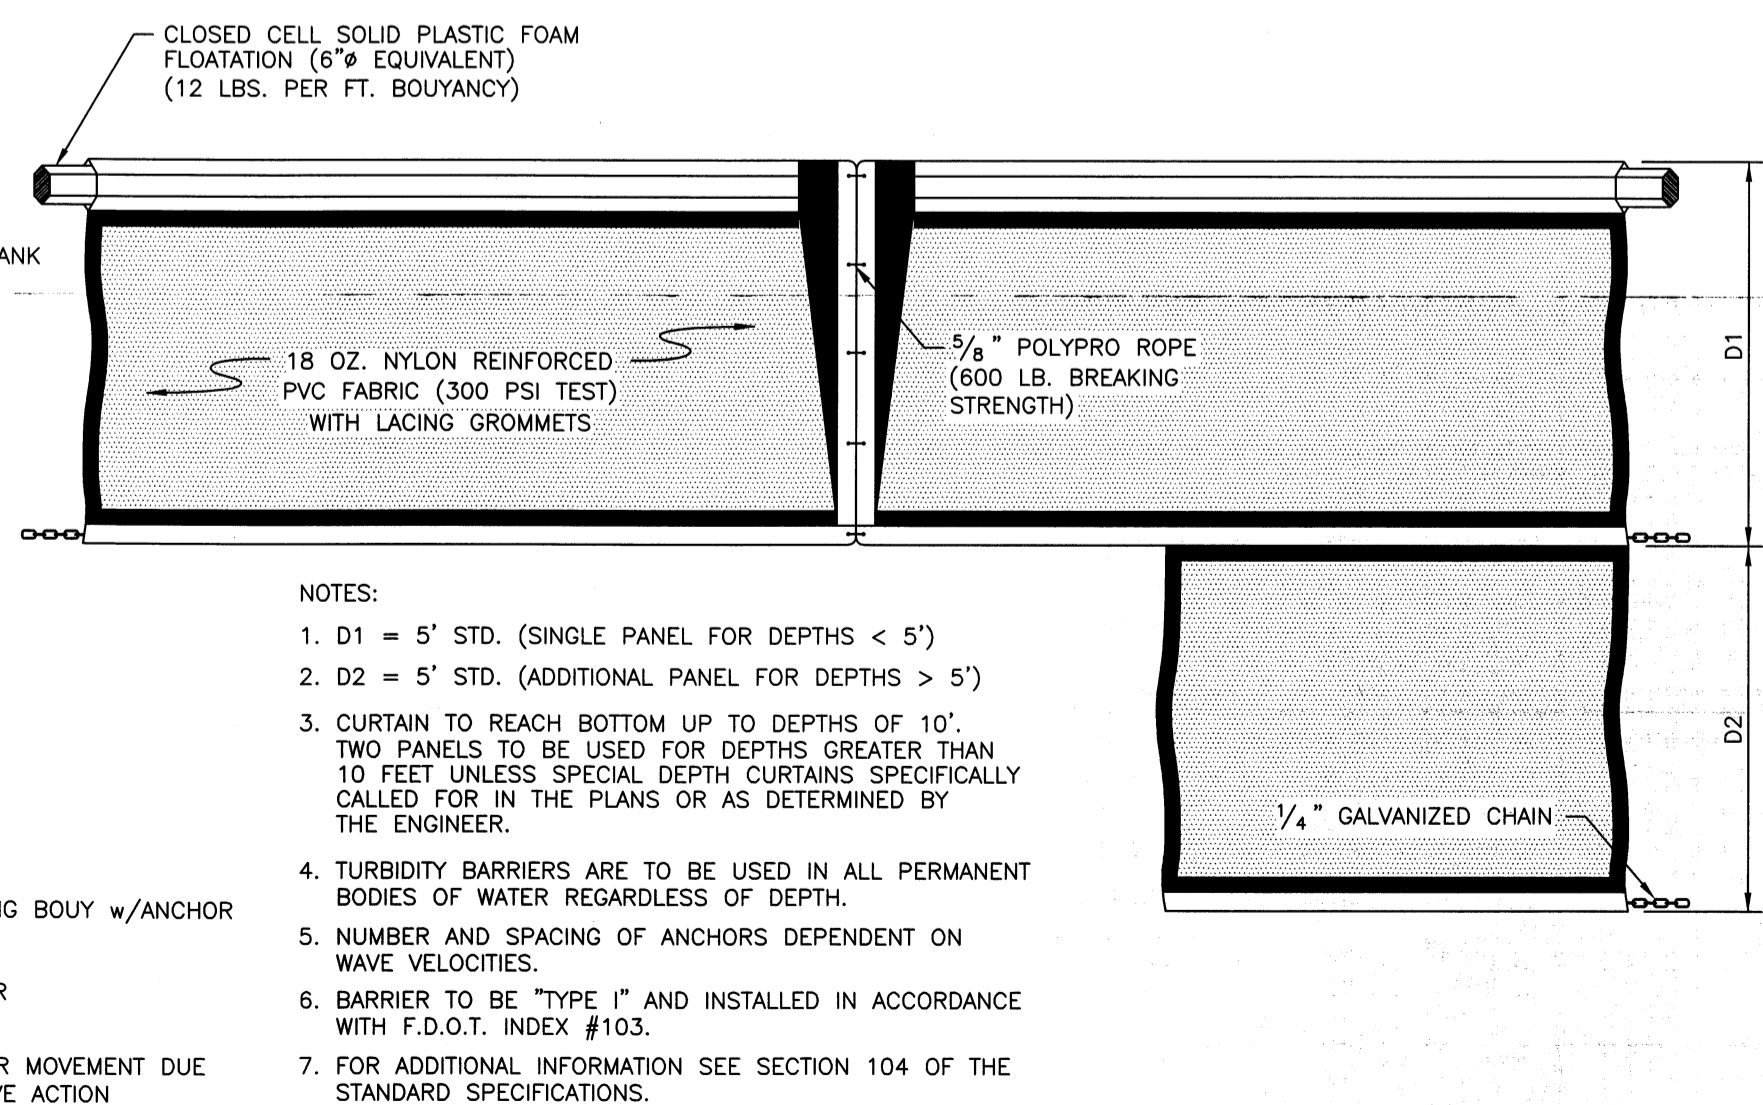 CLOSED CELL SOLID PLASTIC FOAM
FLOATATION (6"ø EQUIVALENT)
(12 LBS. PER FT. BOUYANCY)
18 OZ. NYLON REINFORCED
PVC FABRIC (300 PSI TEST)
WITH LACING GROMMETS
5/8" POLYPRO ROPE
(600 LB. BREAKING
STRENGTH)
D1
D2
1/4" GALVANIZED CHAIN
NOTES:
1. D1 = 5' STD. (SINGLE PANEL FOR DEPTHS < 5')
2. D2 = 5' STD. (ADDITIONAL PANEL FOR DEPTHS > 5')
3. CURTAIN TO REACH BOTTOM UP TO DEPTHS OF 10'.
TWO PANELS TO BE USED FOR DEPTHS GREATER THAN
10 FEET UNLESS SPECIAL DEPTH CURTAINS SPECIFICALLY
CALLED FOR IN THE PLANS OR AS DETERMINED BY
THE ENGINEER.
4. TURBIDITY BARRIERS ARE TO BE USED IN ALL PERMANENT
BODIES OF WATER REGARDLESS OF DEPTH.
5. NUMBER AND SPACING OF ANCHORS DEPENDENT ON
WAVE VELOCITIES.
6. BARRIER TO BE "TYPE I" AND INSTALLED IN ACCORDANCE
WITH F.D.O.T. INDEX #103.
7. FOR ADDITIONAL INFORMATION SEE SECTION 104 OF THE
STANDARD SPECIFICATIONS.
ANK
G BOUY w/ANCHOR
R
R MOVEMENT DUE
E ACTION